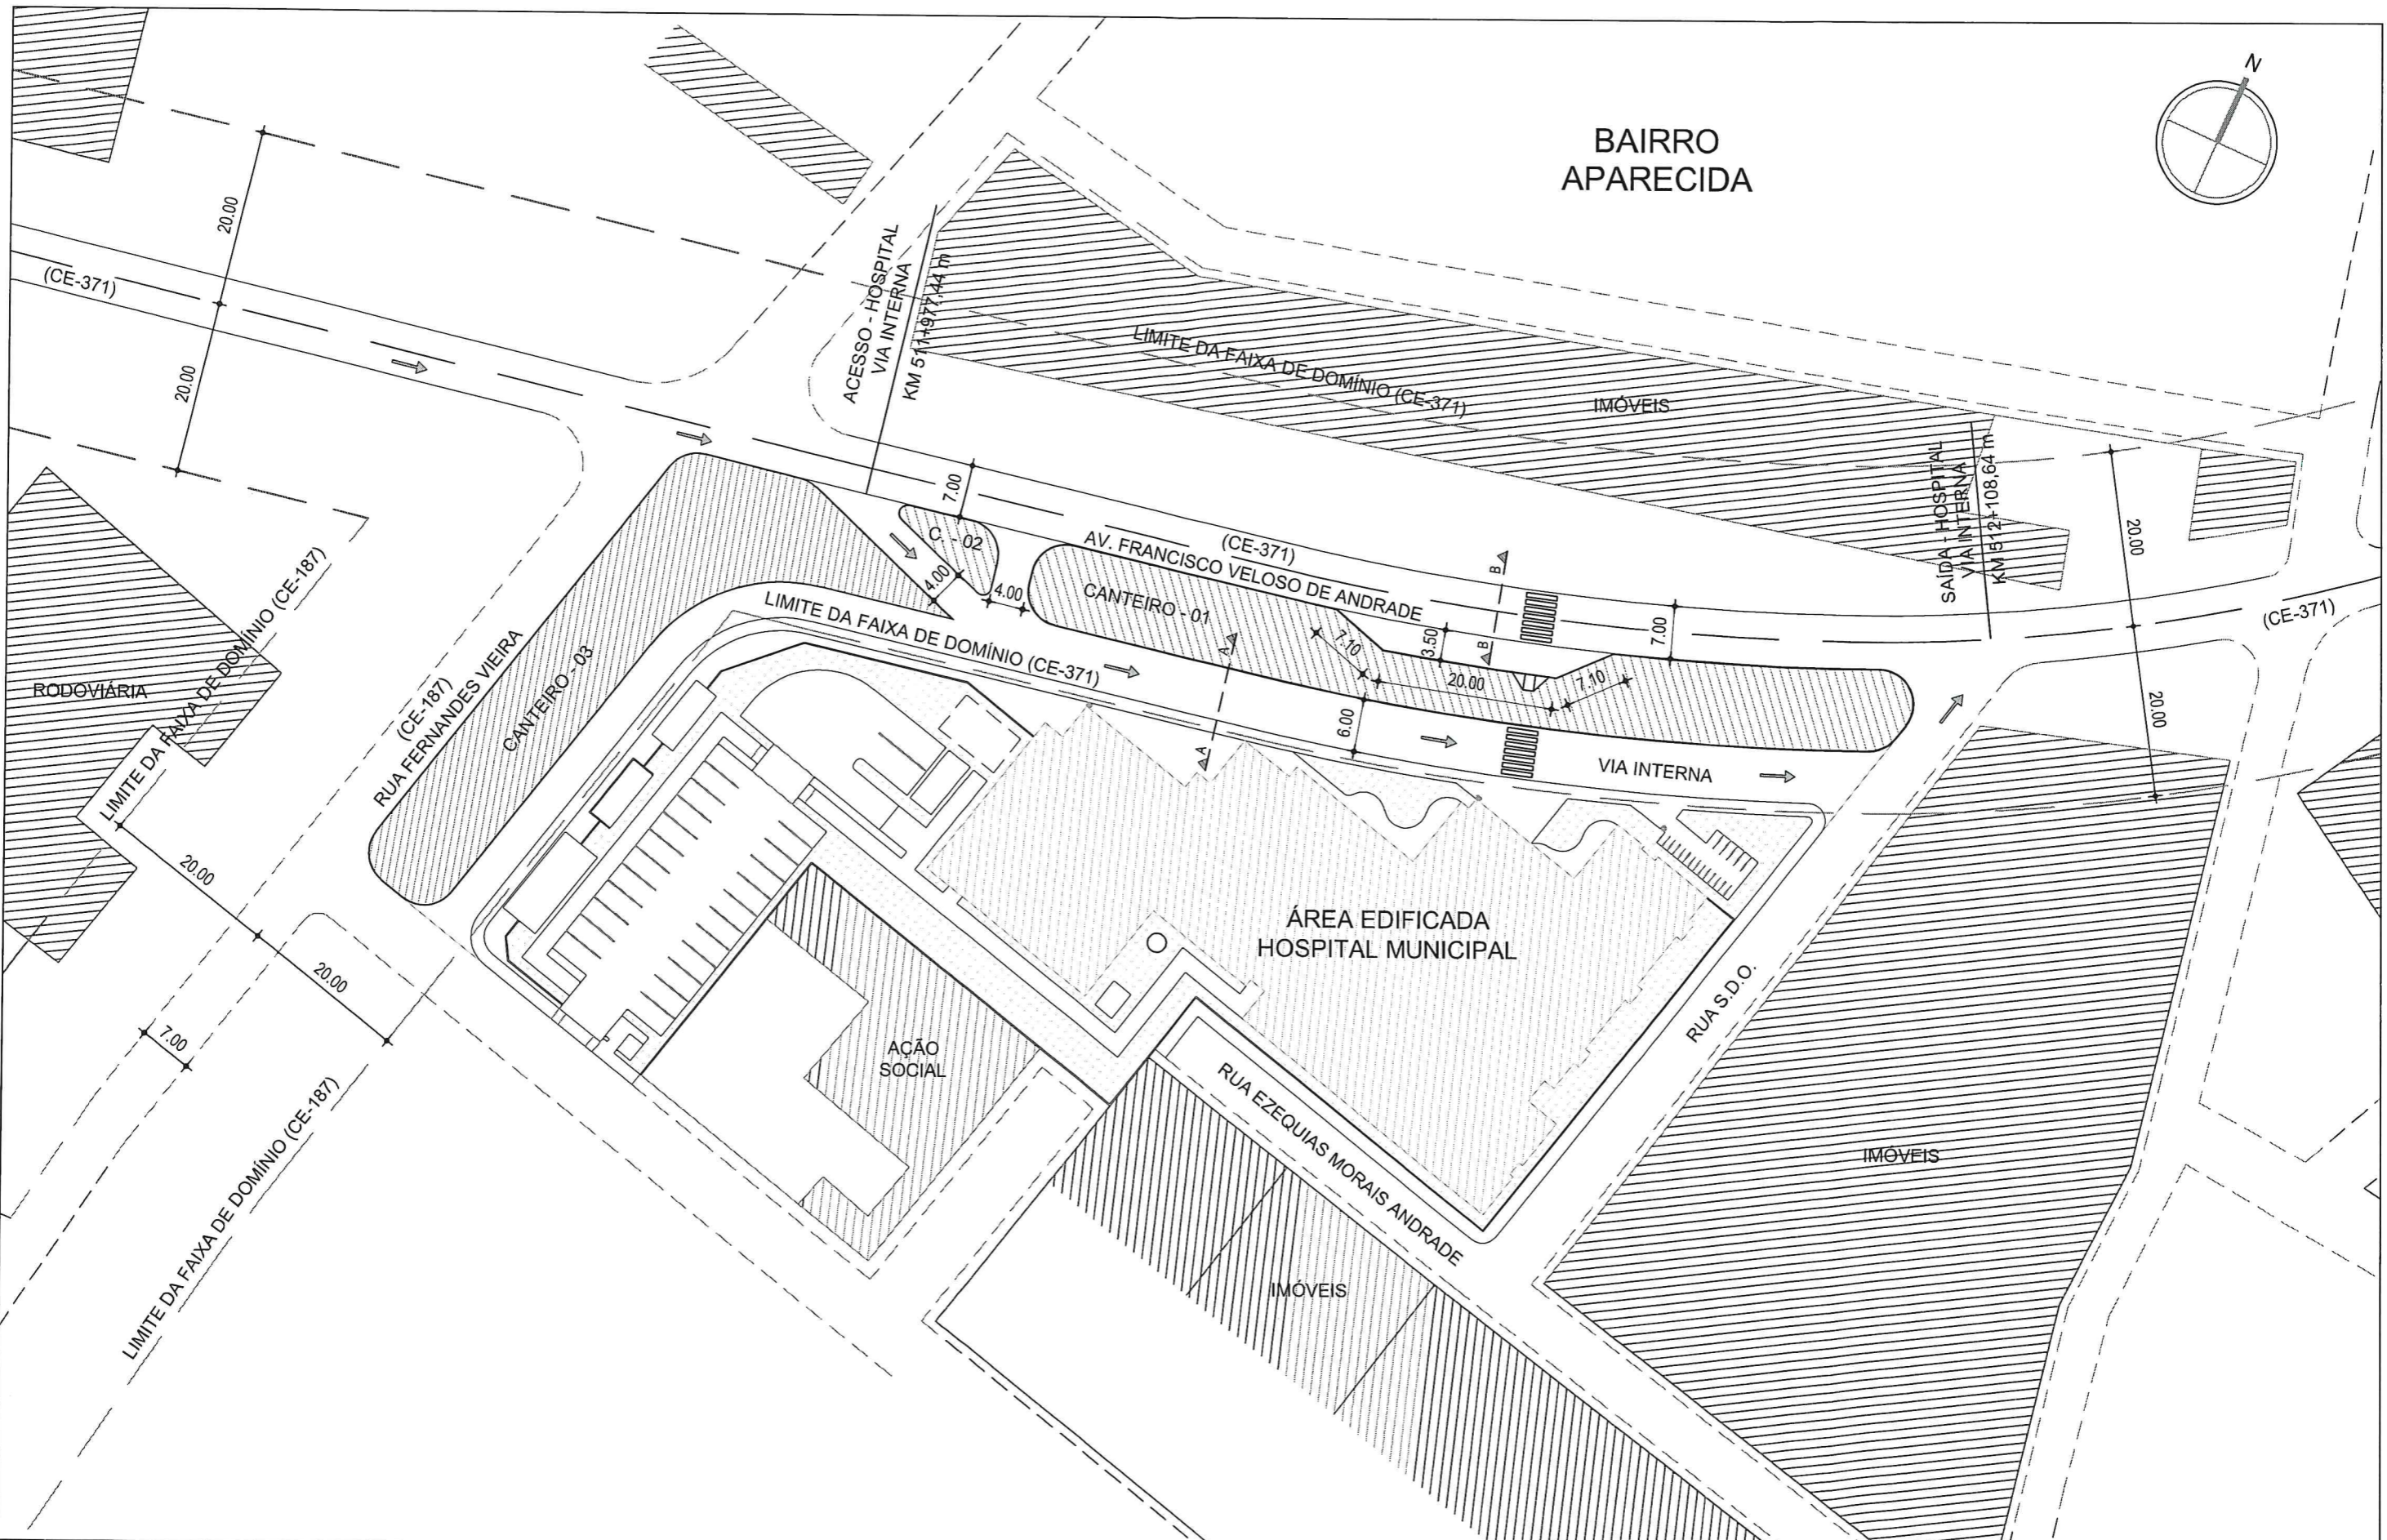 N
BAIRRO
APARECIDA
20.00
20.00
(CE-371)
ACESSO - HOSPITAL
VIA INTERNA
KM 511+977,44 m
LIMITE DA FAIXA DE DOMÍNIO (CE-371)
IMÓVEIS
SAÍDA - HOSPITAL
VIA INTERNA
KM 512+108,64 m
20.00
20.00
(CE-371)
7.00
C. - 02
4.00
4.00
(CE-371)
AV. FRANCISCO VELOSO DE ANDRADE
CANTEIRO - 01
B
B
A
A
7.10
3.50
20.00
7.10
7.00
6.00
LIMITE DA FAIXA DE DOMÍNIO (CE-371)
VIA INTERNA
RODOVIÁRIA
LIMITE DA FAIXA DE DOMÍNIO (CE-187)
(CE-187)
RUA FERNANDES VIEIRA
CANTEIRO - 03
20.00
20.00
7.00
LIMITE DA FAIXA DE DOMÍNIO (CE-187)
ÁREA EDIFICADA
HOSPITAL MUNICIPAL
AÇÃO
SOCIAL
RUA S.D.O.
RUA EZEQUIAS MORAIS ANDRADE
IMÓVEIS
IMÓVEIS